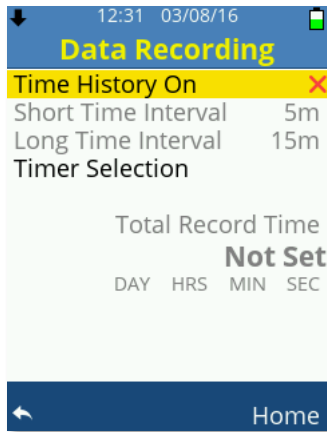 12:31 03/08/16
Data Recording
Time History On
Short Time Interval 5m
Long Time Interval 15m
Timer Selection
Total Record Time
Not Set
DAY HRS MIN SEC
Home